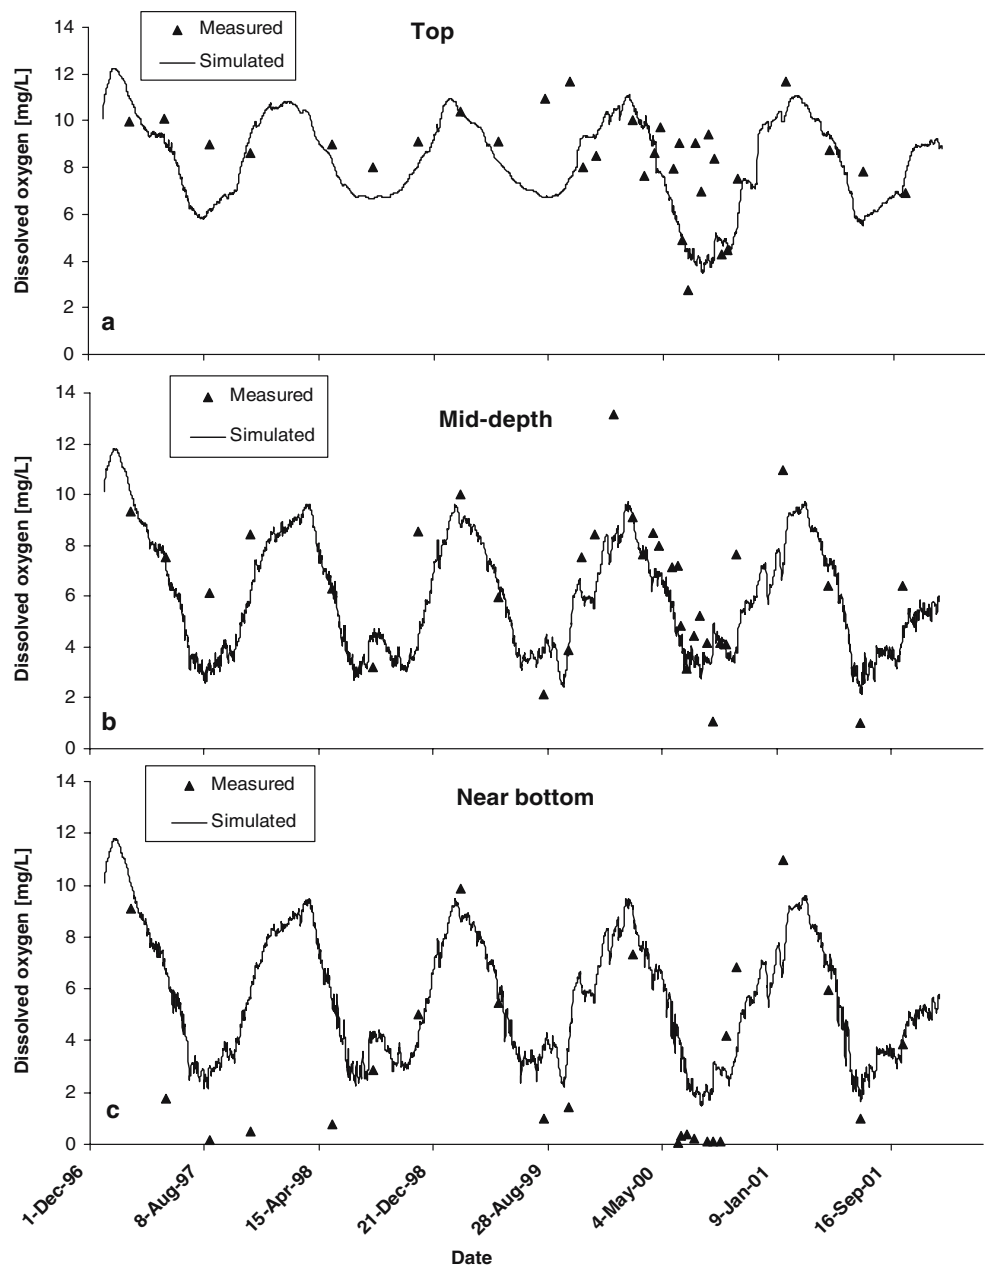 14
12
10
8
6
4
2
0
Dissolved oxygen [mg/L]
Measured
Simulated
Top
a
14
12
10
8
6
4
2
0
Dissolved oxygen [mg/L]
Measured
Simulated
Mid-depth
b
14
12
10
8
6
4
2
0
Dissolved oxygen [mg/L]
Measured
Simulated
Near bottom
c
1-Dec-96
8-Aug-97
15-Apr-98
21-Dec-98
28-Aug-99
4-May-00
9-Jan-01
16-Sep-01
Date